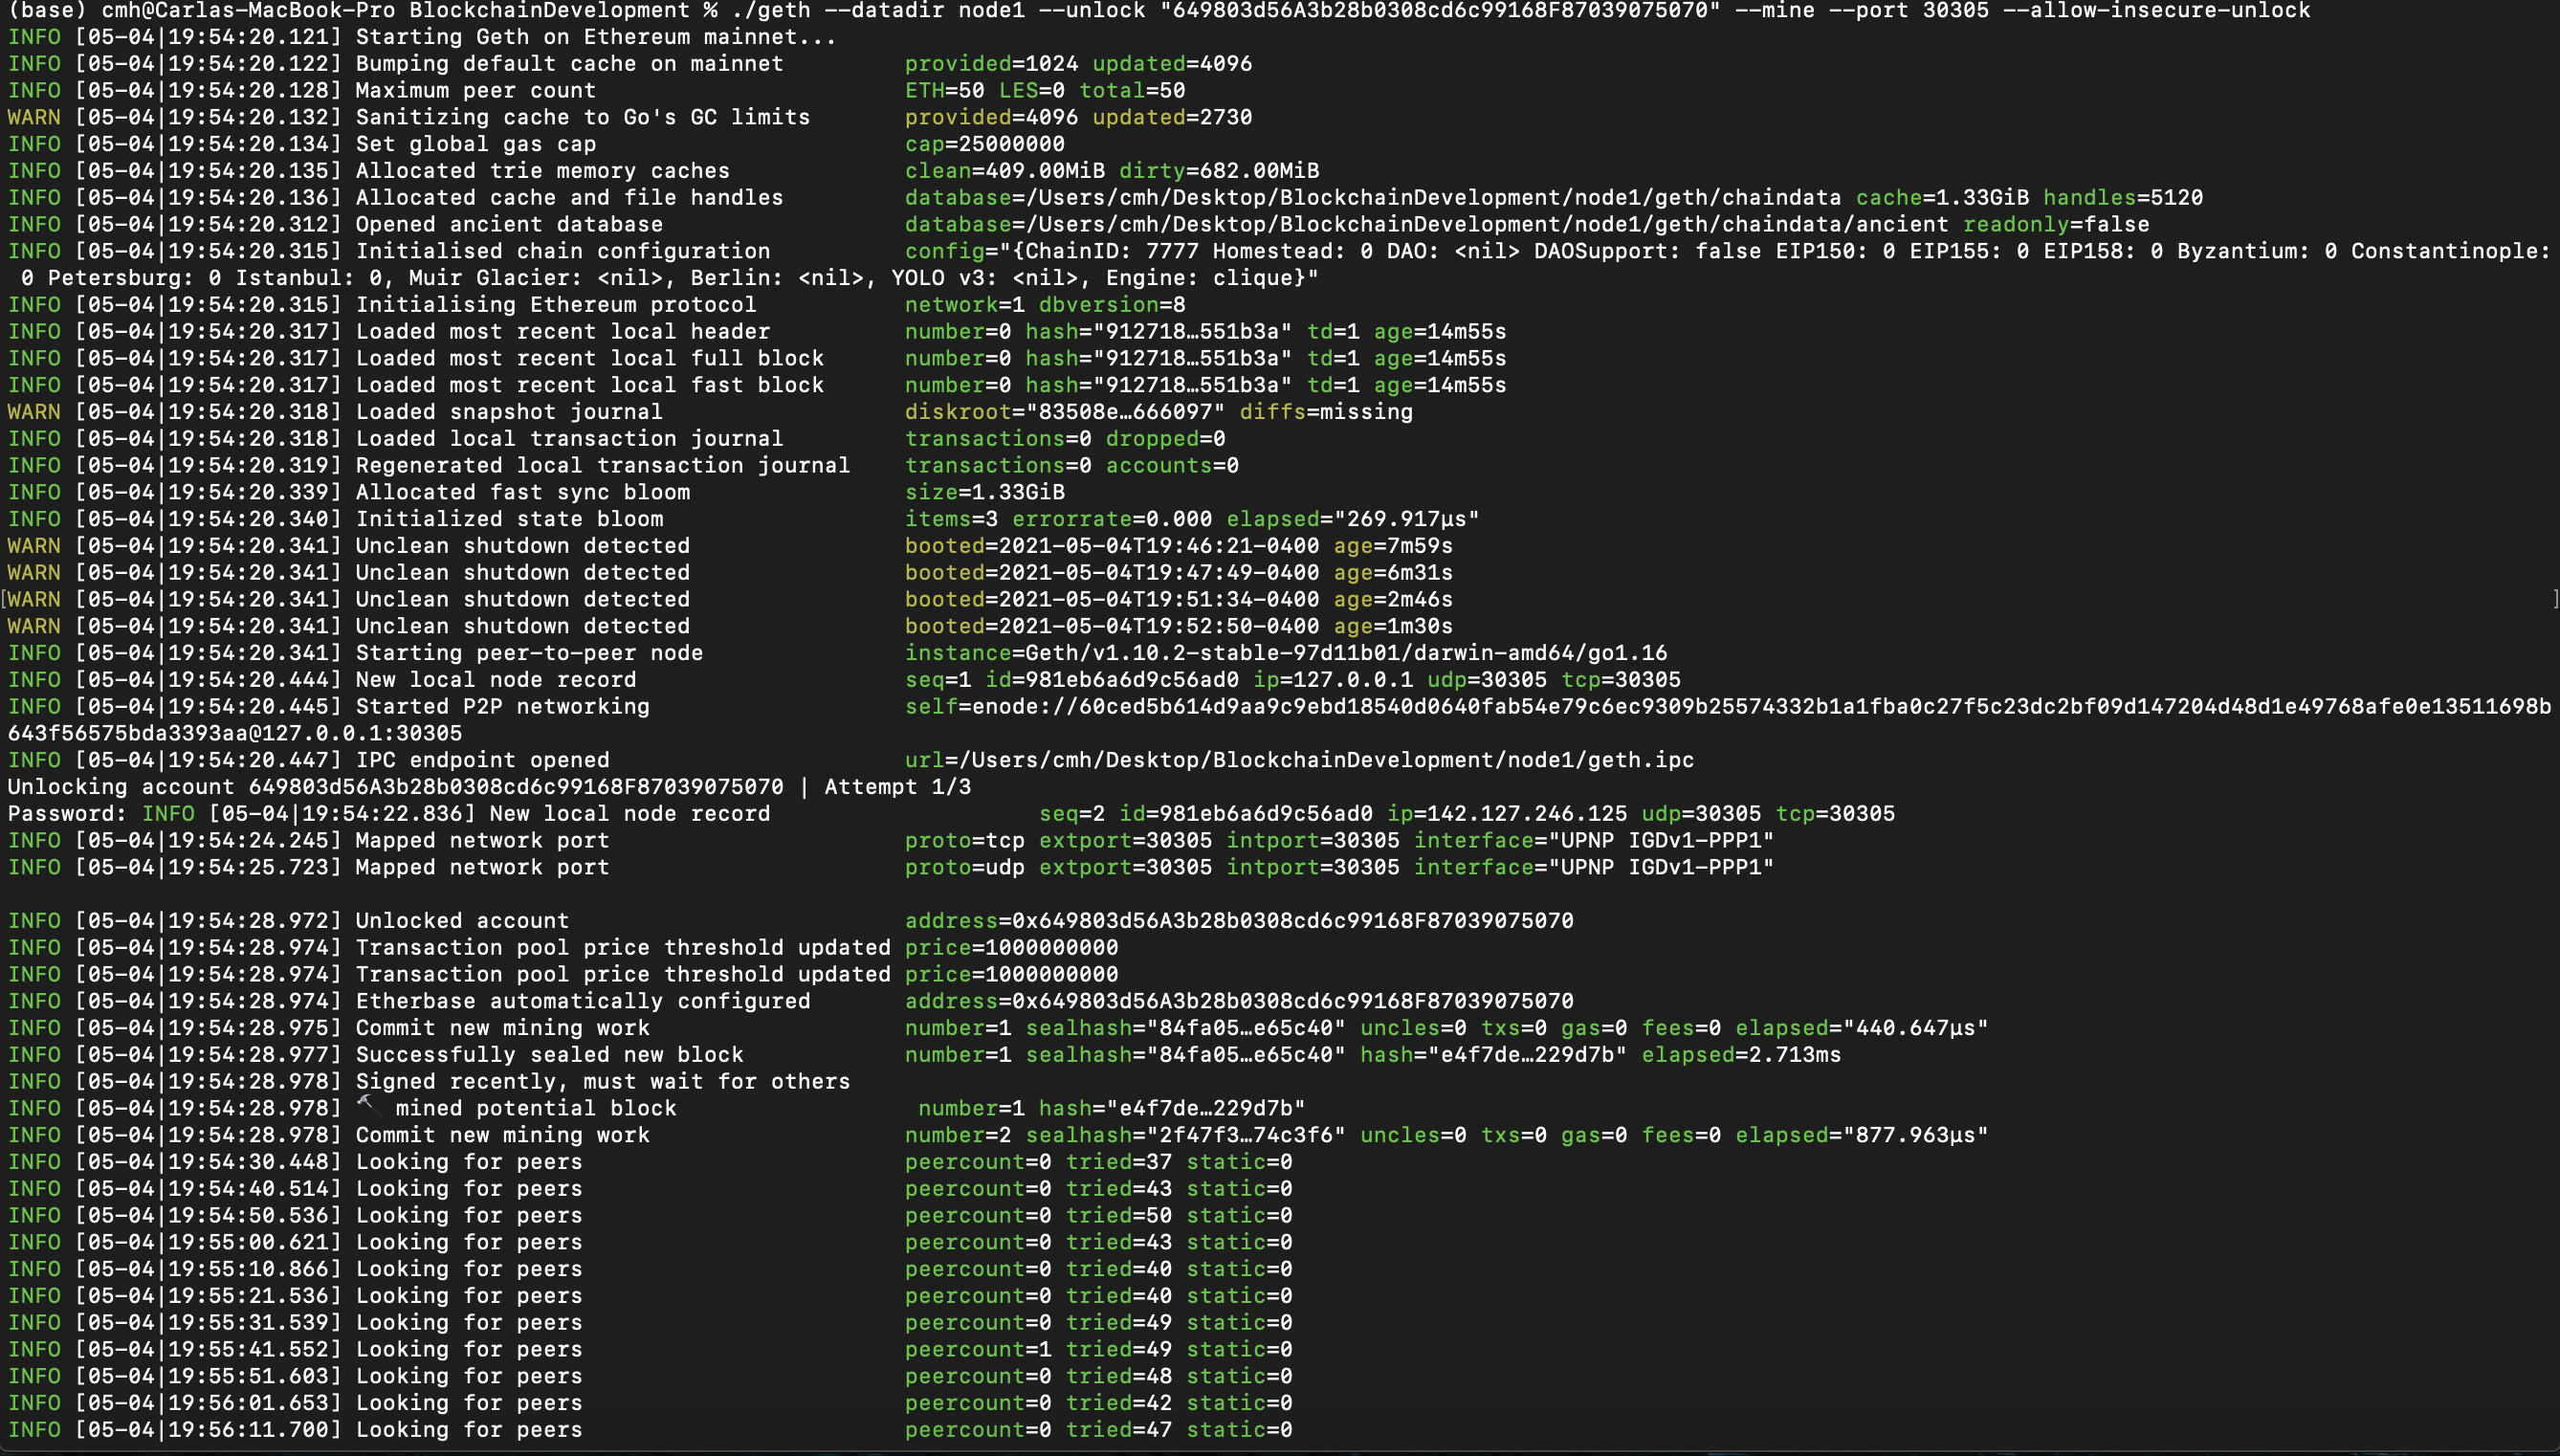 (base) cmh@Carlas-MacBook-Pro BlockchainDevelopment % ./geth --datadir node1 --unlock "649803d56A3b28b0308cd6c99168F87039075070" --mine --port 30305 --allow-insecure-unlock
INFO [05-04|19:54:20.121] Starting Geth on Ethereum mainnet...
INFO [05-04|19:54:20.122] Bumping default cache on mainnet         provided=1024 updated=4096
INFO [05-04|19:54:20.128] Maximum peer count                       ETH=50 LES=0 total=50
WARN [05-04|19:54:20.132] Sanitizing cache to Go's GC limits       provided=4096 updated=2730
INFO [05-04|19:54:20.134] Set global gas cap                       cap=25000000
INFO [05-04|19:54:20.135] Allocated trie memory caches             clean=409.00MiB dirty=682.00MiB
INFO [05-04|19:54:20.136] Allocated cache and file handles         database=/Users/cmh/Desktop/BlockchainDevelopment/node1/geth/chaindata cache=1.33GiB handles=5120
INFO [05-04|19:54:20.312] Opened ancient database                  database=/Users/cmh/Desktop/BlockchainDevelopment/node1/geth/chaindata/ancient readonly=false
INFO [05-04|19:54:20.315] Initialised chain configuration          config="{ChainID: 7777 Homestead: 0 DAO: <nil> DAOSupport: false EIP150: 0 EIP155: 0 EIP158: 0 Byzantium: 0 Constantinople:
 0 Petersburg: 0 Istanbul: 0, Muir Glacier: <nil>, Berlin: <nil>, YOLO v3: <nil>, Engine: clique}"
INFO [05-04|19:54:20.315] Initialising Ethereum protocol           network=1 dbversion=8
INFO [05-04|19:54:20.317] Loaded most recent local header          number=0 hash="912718…551b3a" td=1 age=14m55s
INFO [05-04|19:54:20.317] Loaded most recent local full block      number=0 hash="912718…551b3a" td=1 age=14m55s
INFO [05-04|19:54:20.317] Loaded most recent local fast block      number=0 hash="912718…551b3a" td=1 age=14m55s
WARN [05-04|19:54:20.318] Loaded snapshot journal                  diskroot="83508e…666097" diffs=missing
INFO [05-04|19:54:20.318] Loaded local transaction journal         transactions=0 dropped=0
INFO [05-04|19:54:20.319] Regenerated local transaction journal    transactions=0 accounts=0
INFO [05-04|19:54:20.339] Allocated fast sync bloom                size=1.33GiB
INFO [05-04|19:54:20.340] Initialized state bloom                  items=3 errorrate=0.000 elapsed="269.917µs"
WARN [05-04|19:54:20.341] Unclean shutdown detected                booted=2021-05-04T19:46:21-0400 age=7m59s
WARN [05-04|19:54:20.341] Unclean shutdown detected                booted=2021-05-04T19:47:49-0400 age=6m31s
[WARN [05-04|19:54:20.341] Unclean shutdown detected                booted=2021-05-04T19:51:34-0400 age=2m46s ]
WARN [05-04|19:54:20.341] Unclean shutdown detected                booted=2021-05-04T19:52:50-0400 age=1m30s
INFO [05-04|19:54:20.341] Starting peer-to-peer node               instance=Geth/v1.10.2-stable-97d11b01/darwin-amd64/go1.16
INFO [05-04|19:54:20.444] New local node record                    seq=1 id=981eb6a6d9c56ad0 ip=127.0.0.1 udp=30305 tcp=30305
INFO [05-04|19:54:20.445] Started P2P networking                   self=enode://60ced5b614d9aa9c9ebd18540d0640fab54e79c6ec9309b25574332b1a1fba0c27f5c23dc2bf09d147204d48d1e49768afe0e13511698b
643f56575bda3393aa@127.0.0.1:30305
INFO [05-04|19:54:20.447] IPC endpoint opened                      url=/Users/cmh/Desktop/BlockchainDevelopment/node1/geth.ipc
Unlocking account 649803d56A3b28b0308cd6c99168F87039075070 | Attempt 1/3
Password: INFO [05-04|19:54:22.836] New local node record                    seq=2 id=981eb6a6d9c56ad0 ip=142.127.246.125 udp=30305 tcp=30305
INFO [05-04|19:54:24.245] Mapped network port                      proto=tcp extport=30305 intport=30305 interface="UPNP IGDv1-PPP1"
INFO [05-04|19:54:25.723] Mapped network port                      proto=udp extport=30305 intport=30305 interface="UPNP IGDv1-PPP1"
INFO [05-04|19:54:28.972] Unlocked account                         address=0x649803d56A3b28b0308cd6c99168F87039075070
INFO [05-04|19:54:28.974] Transaction pool price threshold updated price=1000000000
INFO [05-04|19:54:28.974] Transaction pool price threshold updated price=1000000000
INFO [05-04|19:54:28.974] Etherbase automatically configured       address=0x649803d56A3b28b0308cd6c99168F87039075070
INFO [05-04|19:54:28.975] Commit new mining work                   number=1 sealhash="84fa05…e65c40" uncles=0 txs=0 gas=0 fees=0 elapsed="440.647µs"
INFO [05-04|19:54:28.977] Successfully sealed new block            number=1 sealhash="84fa05…e65c40" hash="e4f7de…229d7b" elapsed=2.713ms
INFO [05-04|19:54:28.978] Signed recently, must wait for others
INFO [05-04|19:54:28.978] 🔨 mined potential block                  number=1 hash="e4f7de…229d7b"
INFO [05-04|19:54:28.978] Commit new mining work                   number=2 sealhash="2f47f3…74c3f6" uncles=0 txs=0 gas=0 fees=0 elapsed="877.963µs"
INFO [05-04|19:54:30.448] Looking for peers                        peercount=0 tried=37 static=0
INFO [05-04|19:54:40.514] Looking for peers                        peercount=0 tried=43 static=0
INFO [05-04|19:54:50.536] Looking for peers                        peercount=0 tried=50 static=0
INFO [05-04|19:55:00.621] Looking for peers                        peercount=0 tried=43 static=0
INFO [05-04|19:55:10.866] Looking for peers                        peercount=0 tried=40 static=0
INFO [05-04|19:55:21.536] Looking for peers                        peercount=0 tried=40 static=0
INFO [05-04|19:55:31.539] Looking for peers                        peercount=0 tried=49 static=0
INFO [05-04|19:55:41.552] Looking for peers                        peercount=1 tried=49 static=0
INFO [05-04|19:55:51.603] Looking for peers                        peercount=0 tried=48 static=0
INFO [05-04|19:56:01.653] Looking for peers                        peercount=0 tried=42 static=0
INFO [05-04|19:56:11.700] Looking for peers                        peercount=0 tried=47 static=0